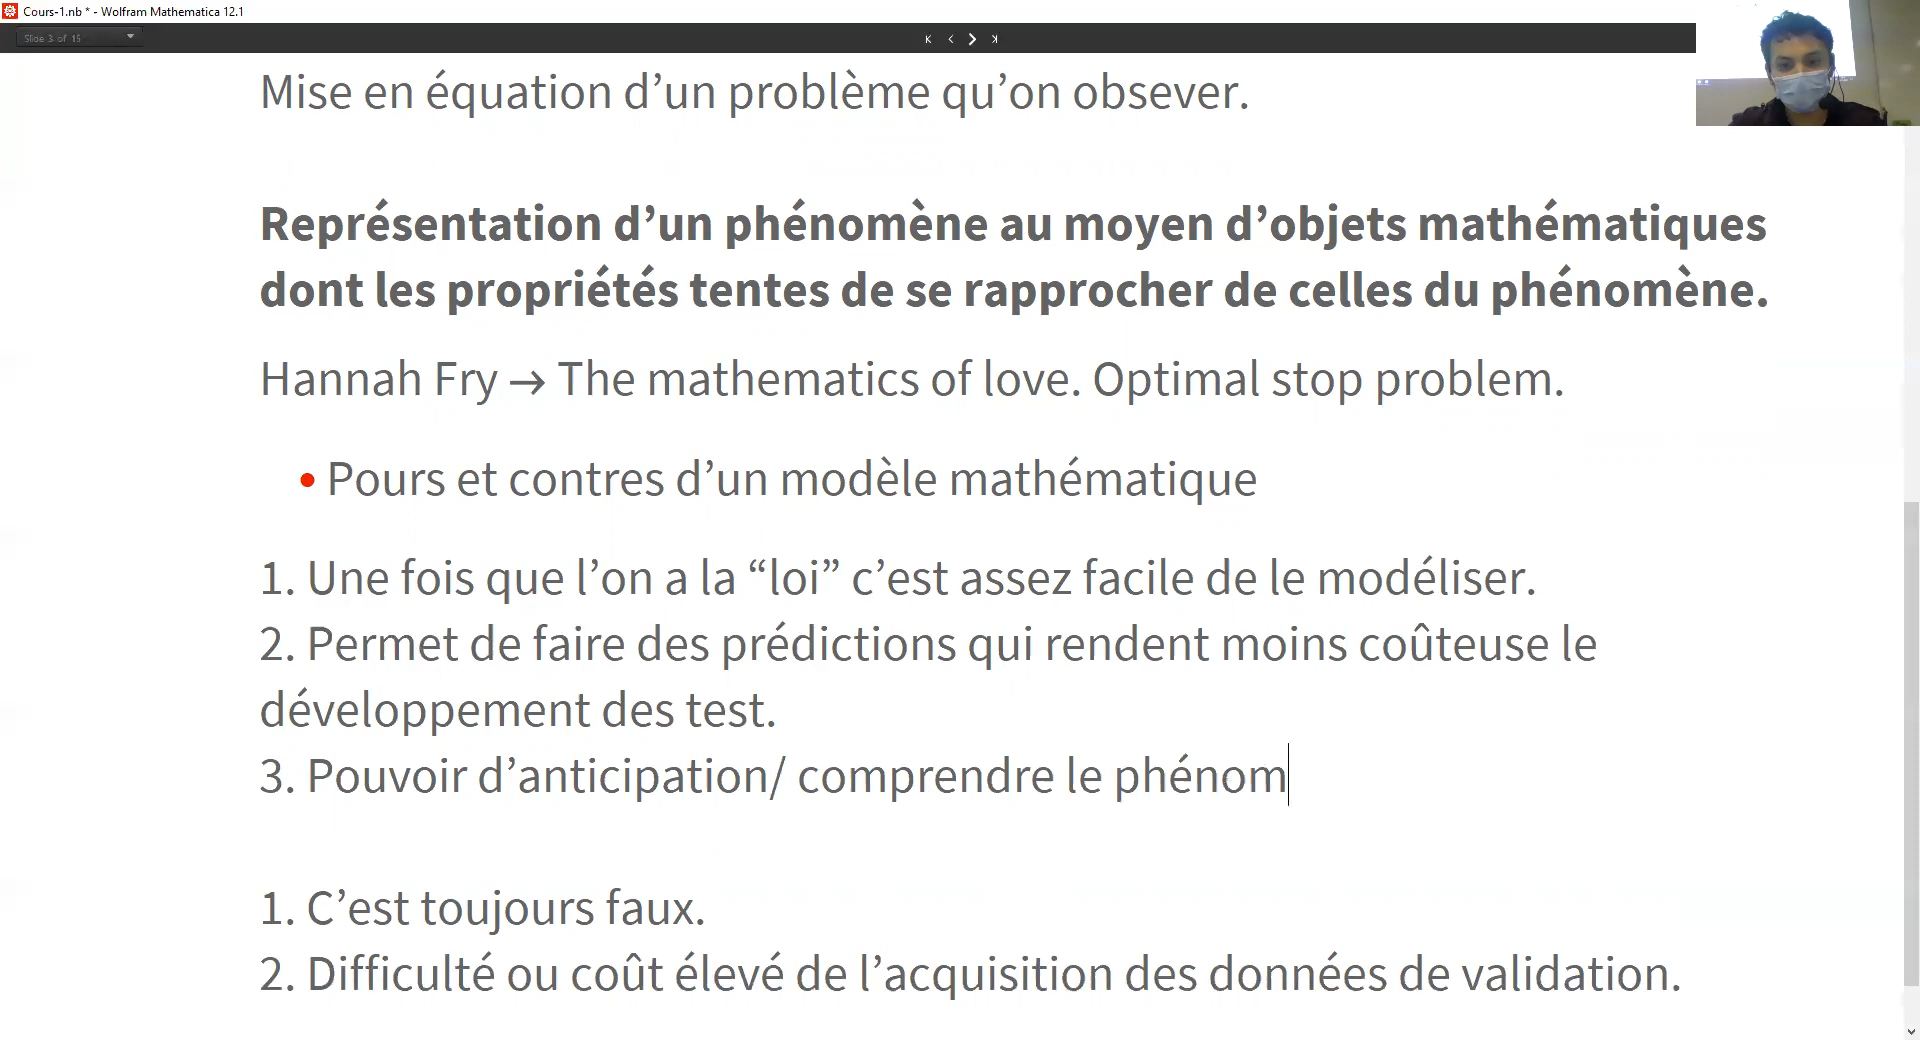 Cours-1.nb * - Wolfram Mathematica 12.1
Slide 3 of 15
Mise en équation d’un problème qu’on obsever.
Représentation d’un phénomène au moyen d’objets mathématiques
dont les propriétés tentes de se rapprocher de celles du phénomène.
Hannah Fry → The mathematics of love. Optimal stop problem.
• Pours et contres d’un modèle mathématique
1. Une fois que l’on a la “loi” c’est assez facile de le modéliser.
2. Permet de faire des prédictions qui rendent moins coûteuse le
développement des test.
3. Pouvoir d’anticipation/ comprendre le phénom
1. C’est toujours faux.
2. Difficulté ou coût élevé de l’acquisition des données de validation.